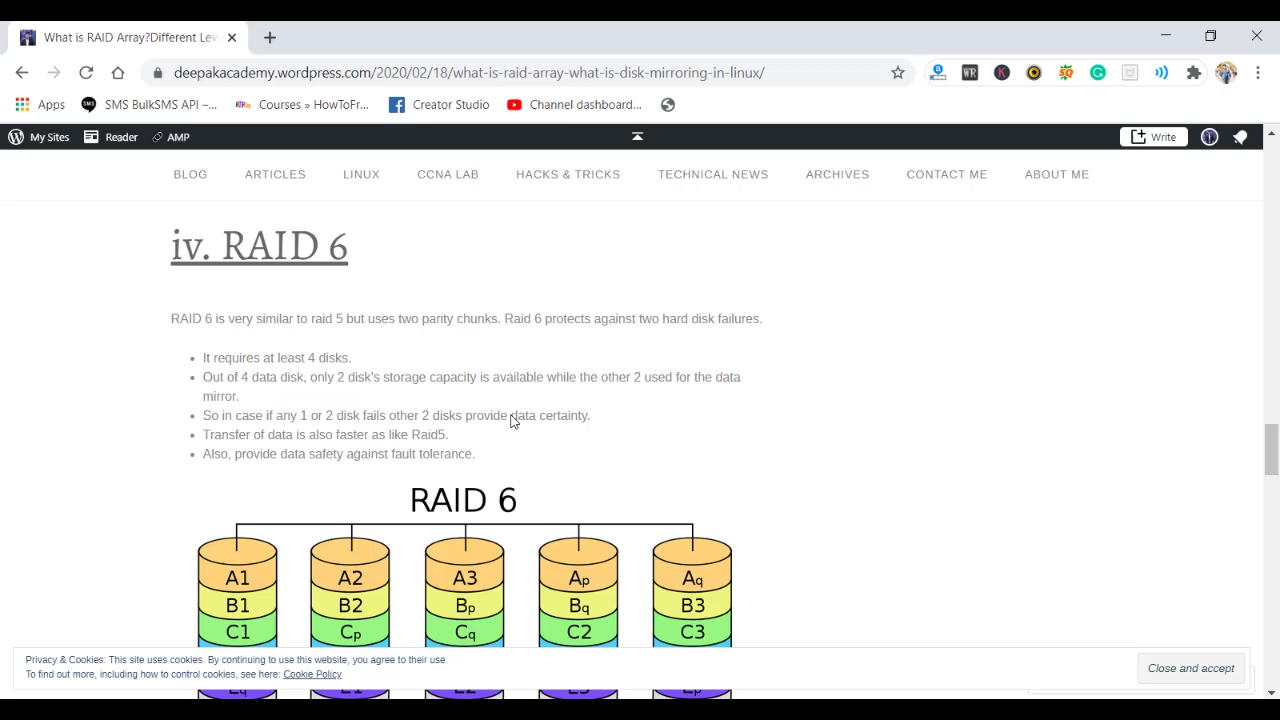 What is RAID Array?Different Lev
deepakacademy.wordpress.com/2020/02/18/what-is-raid-array-what-is-disk-mirroring-in-linux/
Apps SMS BulkSMS API –... Courses » HowToFr... Creator Studio Channel dashboard...
My Sites Reader AMP Write
BLOG ARTICLES LINUX CCNA LAB HACKS & TRICKS TECHNICAL NEWS ARCHIVES CONTACT ME ABOUT ME
iv. RAID 6
RAID 6 is very similar to raid 5 but uses two parity chunks. Raid 6 protects against two hard disk failures.
It requires at least 4 disks.
Out of 4 data disk, only 2 disk's storage capacity is available while the other 2 used for the data
mirror.
So in case if any 1 or 2 disk fails other 2 disks provide data certainty.
Transfer of data is also faster as like Raid5.
Also, provide data safety against fault tolerance.
RAID 6
A1 A2 A3 Ap Aq
B1 B2 Bp Bq B3
C1 Cp Cq C2 C3
Privacy & Cookies: This site uses cookies. By continuing to use this website, you agree to their use.
To find out more, including how to control cookies, see here: Cookie Policy
Close and accept